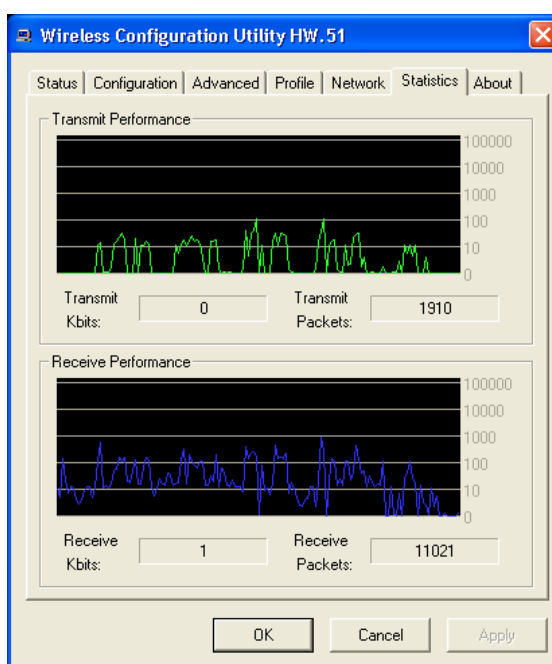 Wireless Configuration Utility HW.51
Status Configuration Advanced Profile Network Statistics About
Transmit Performance
100000
10000
1000
100
10
0
Transmit Kbits: 0 Transmit Packets: 1910
Receive Performance
100000
10000
1000
100
10
0
Receive Kbits: 1 Receive Packets: 11021
OK Cancel Apply